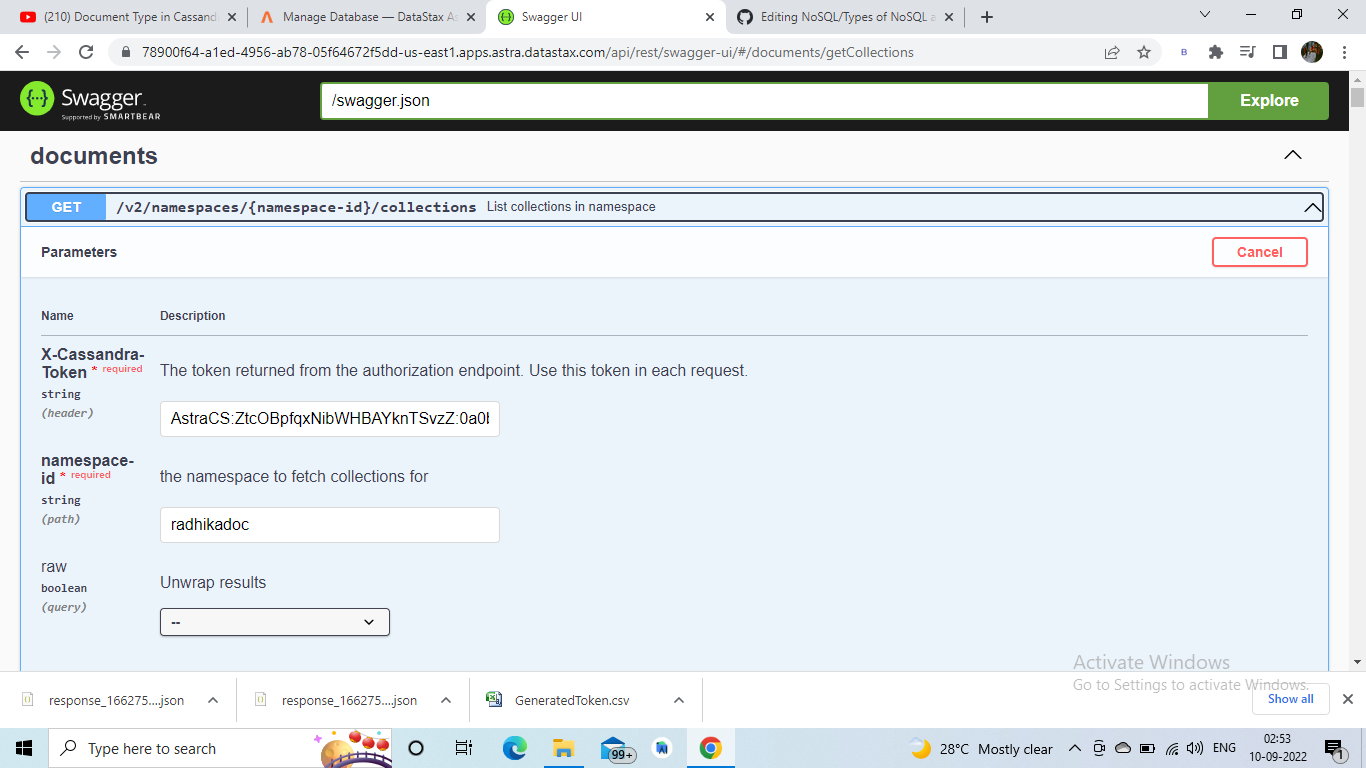 (210) Document Type in Cassand
Manage Database — DataStax As
Swagger UI
Editing NoSQL/Types of NoSQL a
78900f64-a1ed-4956-ab78-05f64672f5dd-us-east1.apps.astra.datastax.com/api/rest/swagger-ui/#/documents/getCollections
B
Swagger.
Supported by SMARTBEAR
/swagger.json
Explore
documents
GET /v2/namespaces/{namespace-id}/collections List collections in namespace
Parameters
Cancel
Name Description
X-Cassandra-
Token * required
string
(header)
The token returned from the authorization endpoint. Use this token in each request.
AstraCS:ZtcOBpfqxNibWHBAYknTSvzZ:0a0b
namespace-
id * required
string
(path)
the namespace to fetch collections for
radhikadoc
raw
boolean
(query)
Unwrap results
--
Activate Windows
Go to Settings to activate Windows.
response_166275....json
response_166275....json
GeneratedToken.csv
Show all
Type here to search
99+
28°C Mostly clear
ENG
02:53
10-09-2022
1